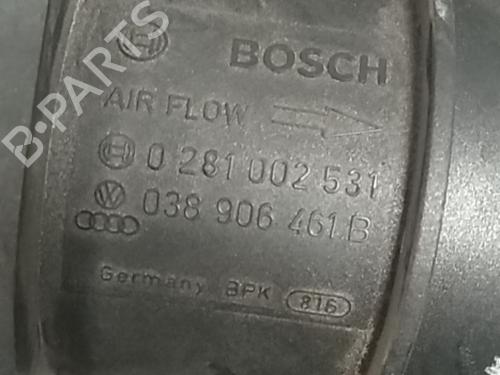 B-PARTS
BOSCH
AIR FLOW
0 281 002 531
038 906 461 B
Germany BPK 816